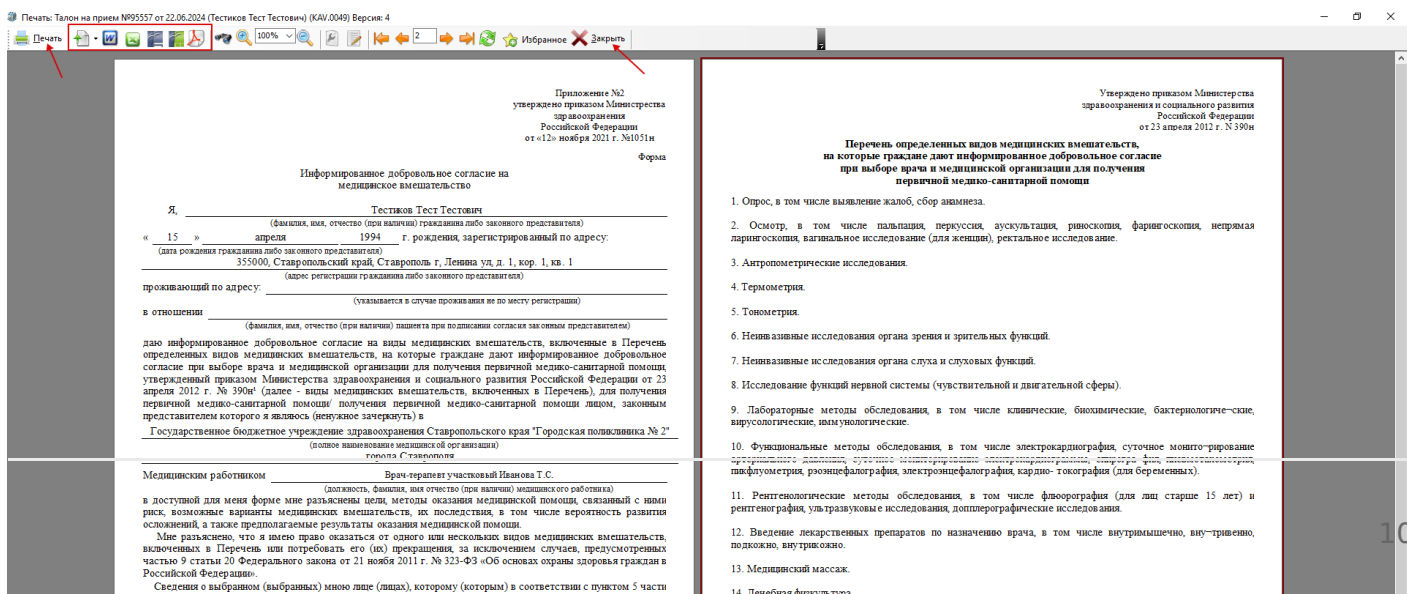 Печать: Талон на прием №95557 от 22.06.2024 (Тестиков Тест Тестович) (KAV.0049) Версия: 4
Печать 100% 2 Избранное Закрыть
Приложение №2
утверждено приказом Министрества
здравоохранения
Российской Федерации
от «12» ноября 2021 г. №1051н
Форма
Информированное добровольное согласие на
медицинское вмешательство
Я, Тестиков Тест Тестович
(фамилия, имя, отчество (при наличии) гражданина либо законного представителя)
« 15 » апреля 1994 г. рождения, зарегистрированный по адресу:
(дата рождения гражданина либо законного представителя)
355000, Ставропольский край, Ставрополь г, Ленина ул, д. 1, кор. 1, кв. 1
(адрес регистрации гражданина либо законного представителя)
проживающий по адресу:
(указывается в случае проживания не по месту регистрации)
в отношении
(фамилия, имя, отчество (при наличии) пациента при подписании согласия законным представителем)
даю информированное добровольное согласие на виды медицинских вмешательств, включенные в Перечень
определенных видов медицинских вмешательств, на которые граждане дают информированное добровольное
согласие при выборе врача и медицинской организации для получения первичной медико-санитарной помощи,
утвержденный приказом Министерства здравоохранения и социального развития Российской Федерации от 23
апреля 2012 г. № 390н¹ (далее - виды медицинских вмешательств, включенных в Перечень), для получения
первичной медико-санитарной помощи/ получения первичной медико-санитарной помощи лицом, законным
представителем которого я являюсь (ненужное зачеркнуть) в
Государственное бюджетное учреждение здравоохранения Ставропольского края "Городская поликлиника № 2"
(полное наименование медицинской организации)
города Ставрополя
Медицинским работником Врач-терапевт участковый Иванова Т.С.
(должность, фамилия, имя отчество (при наличии) медицинского работника)
в доступной для меня форме мне разъяснены цели, методы оказания медицинской помощи, связанный с ними
риск, возможные варианты медицинских вмешательств, их последствия, в том числе вероятность развития
осложнений, а также предполагаемые результаты оказания медицинской помощи.
Мне разъяснено, что я имею право оказаться от одного или нескольких видов медицинских вмешательств,
включенных в Перечень или потребовать его (их) прекращения, за исключением случаев, предусмотренных
частью 9 статьи 20 Федерального закона от 21 ноября 2011 г. № 323-ФЗ «Об основах охраны здоровья граждан в
Российской Федерации».
Сведения о выбранном (выбранных) мною лице (лицах), которому (которым) в соответствии с пунктом 5 части
Утверждено приказом Министерства
здравоохранения и социального развития
Российской Федерации
от 23 апреля 2012 г. N 390н
Перечень определенных видов медицинских вмешательств,
на которые граждане дают информированное добровольное согласие
при выборе врача и медицинской организации для получения
первичной медико-санитарной помощи
1. Опрос, в том числе выявление жалоб, сбор анамнеза.
2. Осмотр, в том числе пальпация, перкуссия, аускультация, риноскопия, фарингоскопия, непрямая
ларингоскопия, вагинальное исследование (для женщин), ректальное исследование.
3. Антропометрические исследования.
4. Термометрия.
5. Тонометрия.
6. Неинвазивные исследования органа зрения и зрительных функций.
7. Неинвазивные исследования органа слуха и слуховых функций.
8. Исследование функций нервной системы (чувствительной и двигательной сферы).
9. Лабораторные методы обследования, в том числе клинические, биохимические, бактериологиче¬ские,
вирусологические, иммунологические.
10. Функциональные методы обследования, в том числе электрокардиография, суточное монито¬рирование
пикфлуометрия, рэоэнцефалография, электроэнцефалография, кардио- токография (для беременных).
11. Рентгенологические методы обследования, в том числе флюорография (для лиц старше 15 лет) и
рентгенография, ультразвуковые исследования, допплерографические исследования.
12. Введение лекарственных препаратов по назначению врача, в том числе внутримышечно, вну¬тривенно,
подкожно, внутрикожно.
13. Медицинский массаж.
14. Лечебная физкультура.
10